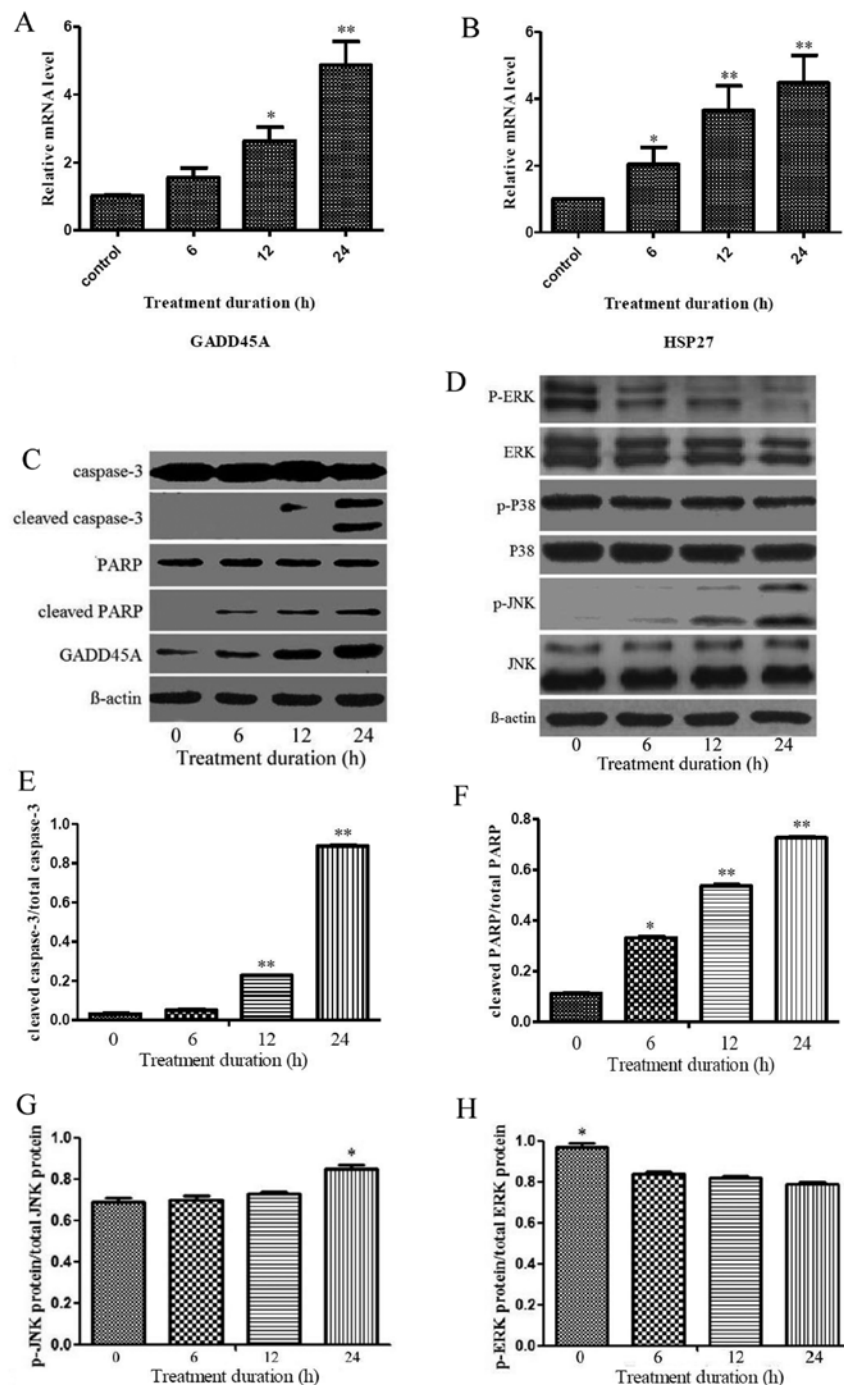 A
Relative mRNA level
6
4
2
0
**
*
control
6
12
24
Treatment duration (h)
GADD45A
B
Relative mRNA level
6
4
2
0
*
**
**
control
6
12
24
Treatment duration (h)
HSP27
C
caspase-3
cleaved caspase-3
PARP
cleaved PARP
GADD45A
ß-actin
0 6 12 24
Treatment duration (h)
D
P-ERK
ERK
p-P38
P38
p-JNK
JNK
ß-actin
0 6 12 24
Treatment duration (h)
E
cleaved caspase-3/total caspase-3
1.0
0.8
0.6
0.4
0.2
0.0
**
**
0 6 12 24
Treatment duration (h)
F
cleaved PARP/total PARP
0.8
0.6
0.4
0.2
0.0
*
**
**
0 6 12 24
Treatment duration (h)
G
p-JNK protein/total JNK protein
1.0
0.8
0.6
0.4
0.2
0.0
*
0 6 12 24
Treatment duration (h)
H
p-ERK protein/total ERK protein
1.0
0.8
0.6
0.4
0.2
0.0
*
0 6 12 24
Treatment duration (h)